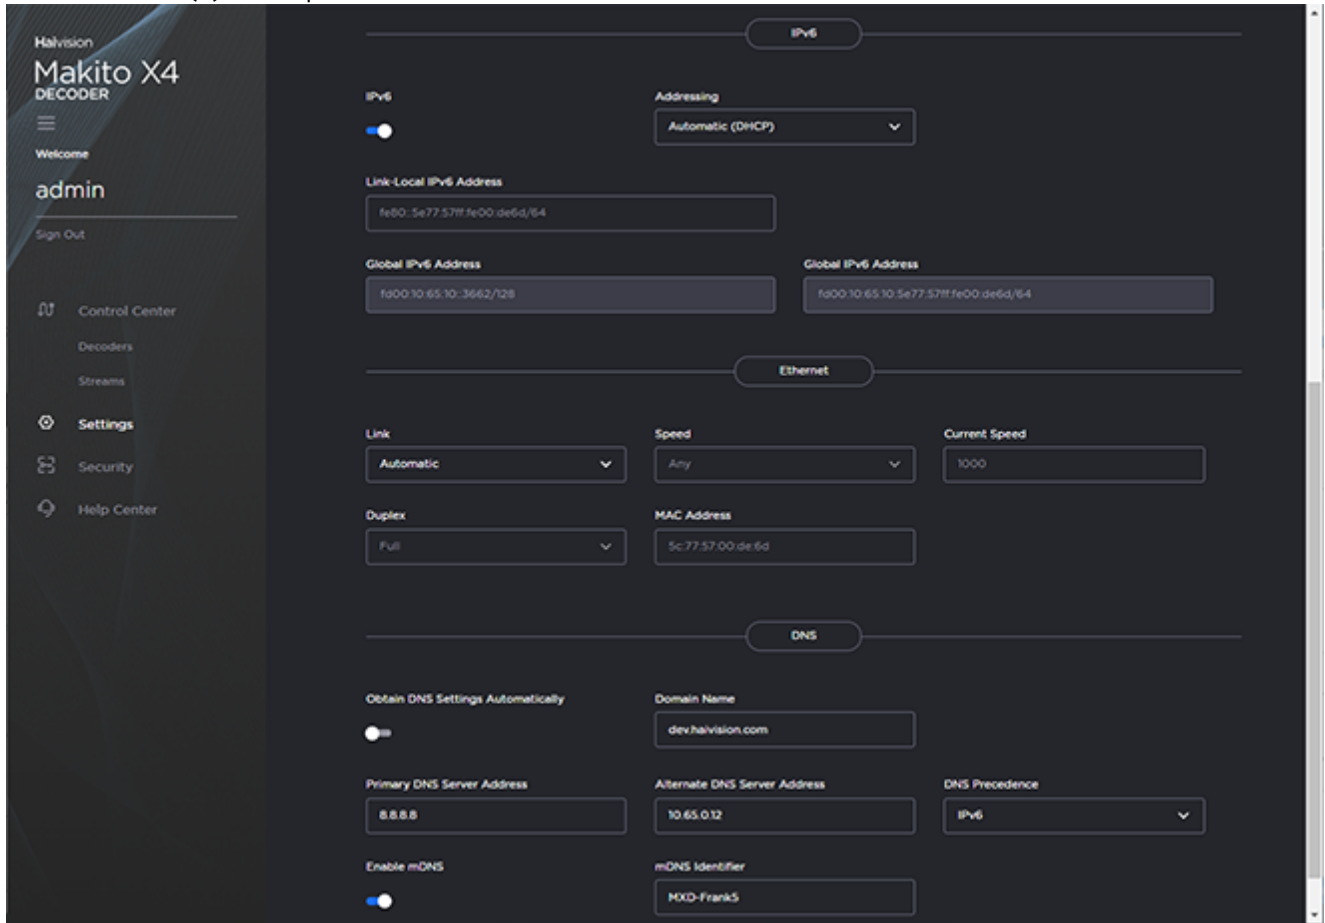 IPv6
Haivision
Makito X4
DECODER
Welcome
admin
Sign Out
Control Center
Decoders
Streams
Settings
Security
Help Center
IPv6 Addressing
Automatic (DHCP)
Link-Local IPv6 Address
fe80::5e77:57ff:fe00:de6d/64
Global IPv6 Address Global IPv6 Address
fd00:10:65:10::3662/128 fd00:10:65:10:5e77:57ff:fe00:de6d/64
Ethernet
Link Speed Current Speed
Automatic Any 1000
Duplex MAC Address
Full 5c:77:57:00:de:6d
DNS
Obtain DNS Settings Automatically Domain Name
dev.haivision.com
Primary DNS Server Address Alternate DNS Server Address DNS Precedence
8.8.8.8 10.65.0.12 IPv6
Enable mDNS mDNS Identifier
MXD-Frank5